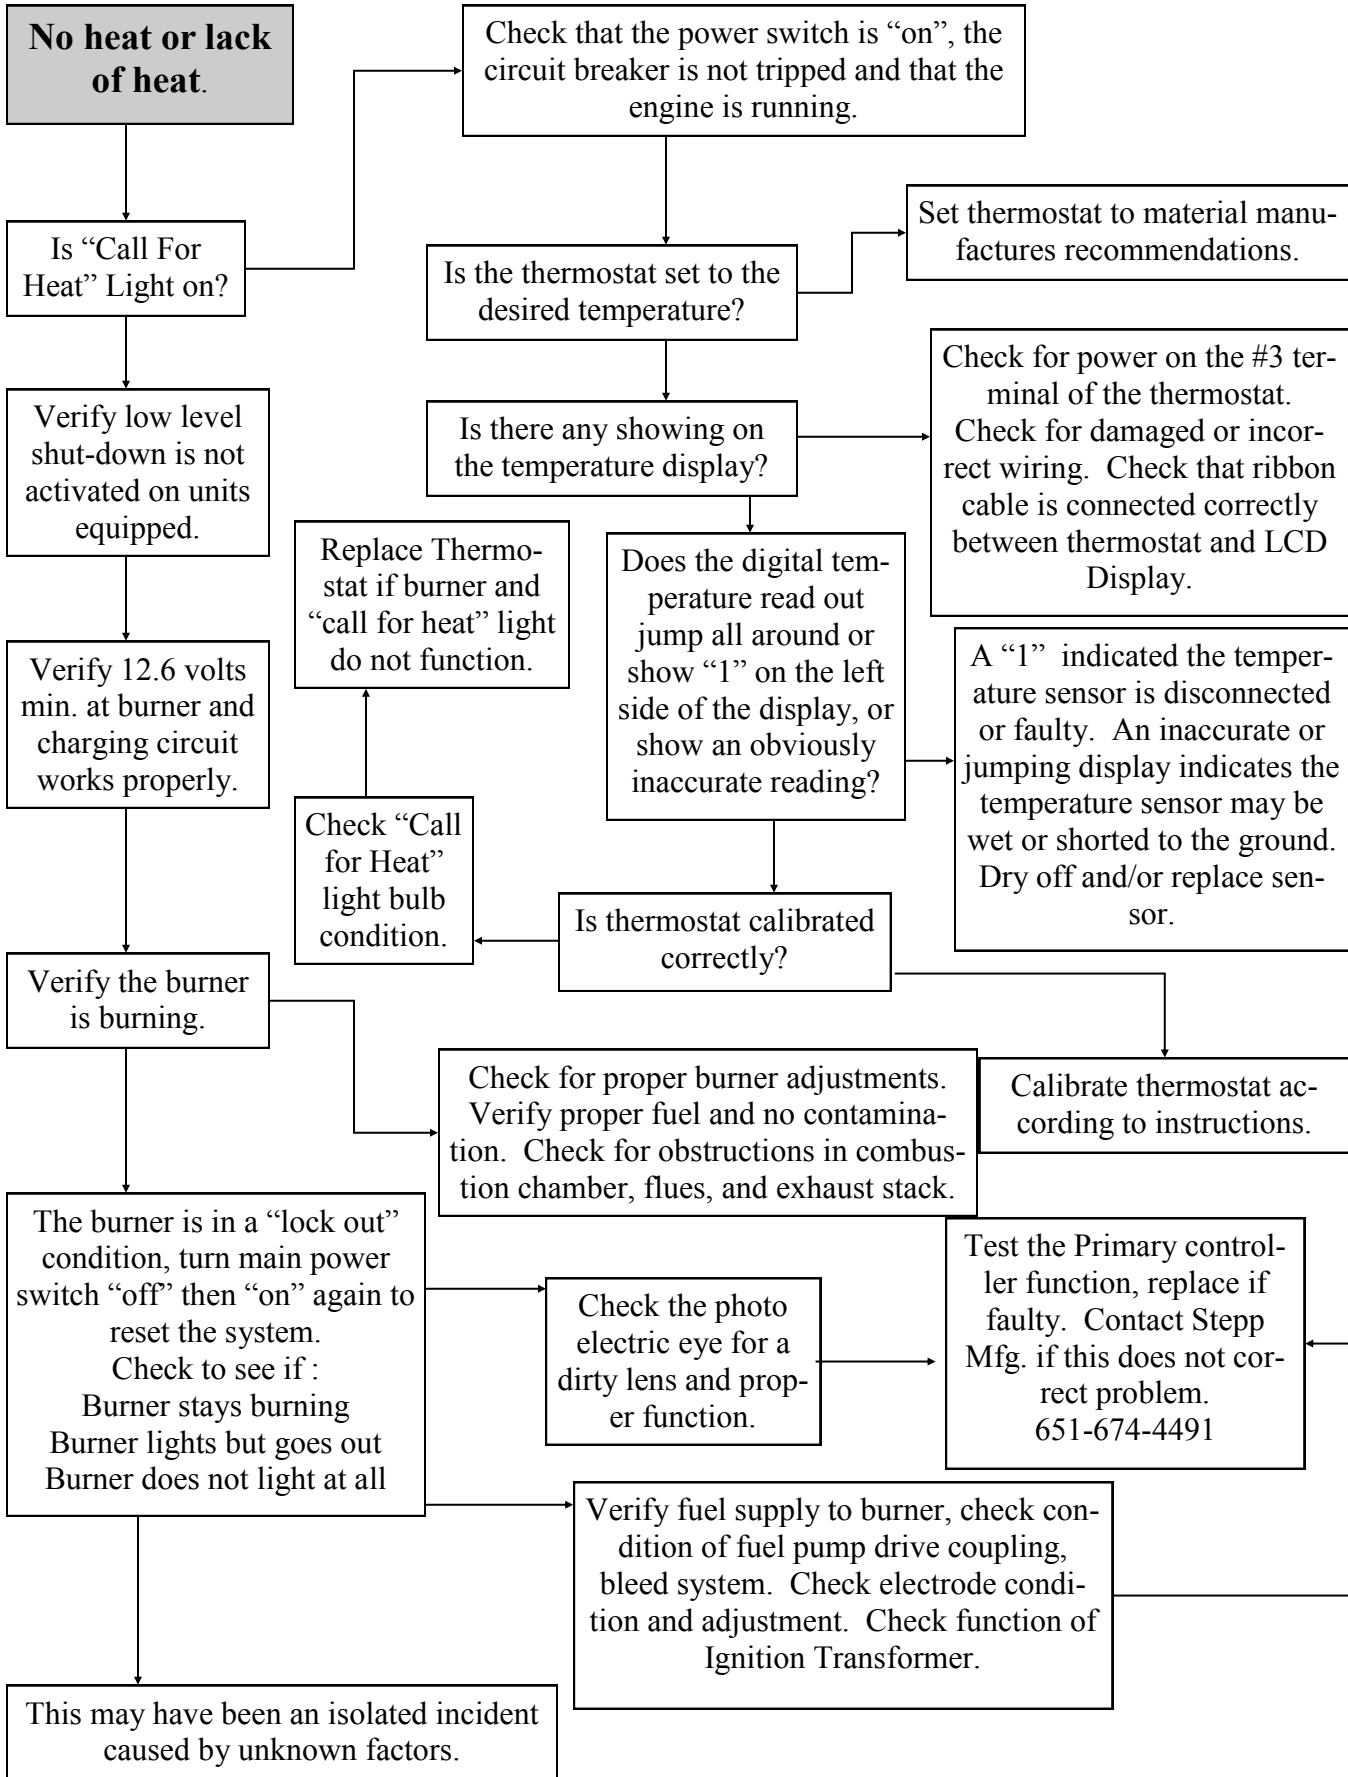 No heat or lack
of heat.
Check that the power switch is “on”, the
circuit breaker is not tripped and that the
engine is running.
Is “Call For
Heat” Light on?
Is the thermostat set to the
desired temperature?
Set thermostat to material manu-
factures recommendations.
Verify low level
shut-down is not
activated on units
equipped.
Is there any showing on
the temperature display?
Check for power on the #3 ter-
minal of the thermostat.
Check for damaged or incor-
rect wiring.  Check that ribbon
cable is connected correctly
between thermostat and LCD
Display.
Replace Thermo-
stat if burner and
“call for heat” light
do not function.
Does the digital tem-
perature read out
jump all around or
show “1” on the left
side of the display, or
show an obviously
inaccurate reading?
A “1”  indicated the temper-
ature sensor is disconnected
or faulty.  An inaccurate or
jumping display indicates the
temperature sensor may be
wet or shorted to the ground.
Dry off and/or replace sen-
sor.
Verify 12.6 volts
min. at burner and
charging circuit
works properly.
Check “Call
for Heat”
light bulb
condition.
Is thermostat calibrated
correctly?
Verify the burner
is burning.
Check for proper burner adjustments.
Verify proper fuel and no contamina-
tion.  Check for obstructions in combus-
tion chamber, flues, and exhaust stack.
Calibrate thermostat ac-
cording to instructions.
The burner is in a “lock out”
condition, turn main power
switch “off” then “on” again to
reset the system.
Check to see if :
Burner stays burning
Burner lights but goes out
Burner does not light at all
Check the photo
electric eye for a
dirty lens and prop-
er function.
Test the Primary control-
ler function, replace if
faulty.  Contact Stepp
Mfg. if this does not cor-
rect problem.
651-674-4491
Verify fuel supply to burner, check con-
dition of fuel pump drive coupling,
bleed system.  Check electrode condi-
tion and adjustment.  Check function of
Ignition Transformer.
This may have been an isolated incident
caused by unknown factors.